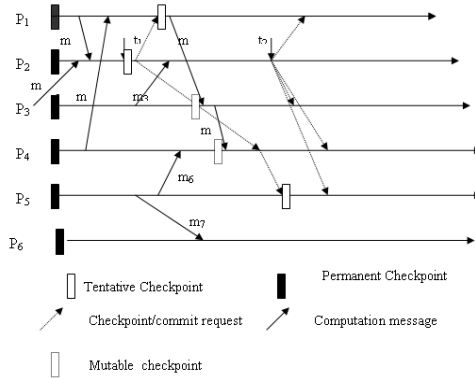 P1
m
t1
m
t2
P2
m
m3
P3
m
m
P4
m6
P5
m7
P6
Tentative Checkpoint
Permanent Checkpoint
Checkpoint/commit request
Computation message
Mutable checkpoint